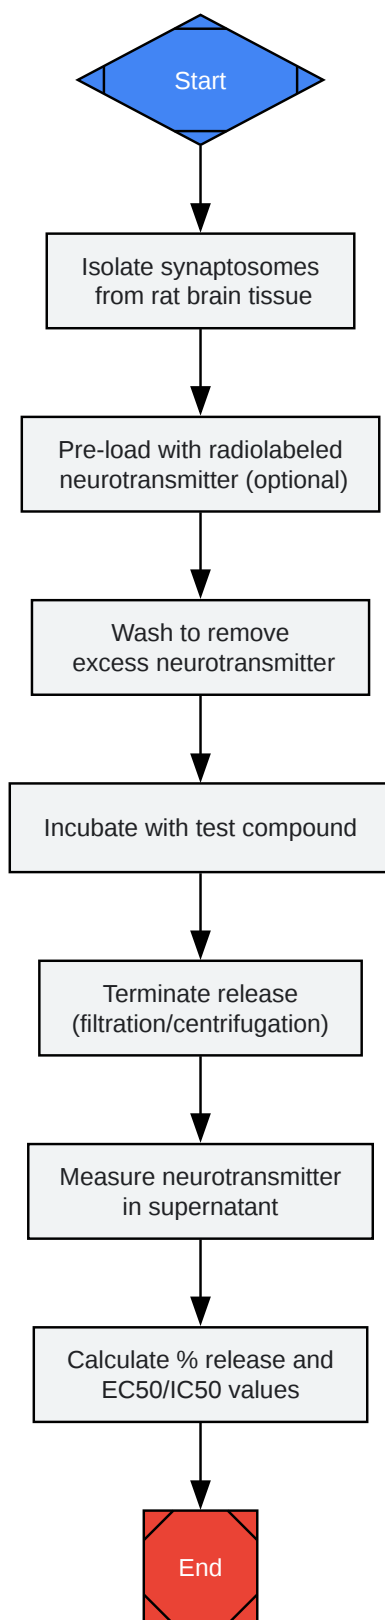 Start
Isolate synaptosomes
from rat brain tissue
Pre-load with radiolabeled
neurotransmitter (optional)
Wash to remove
excess neurotransmitter
Incubate with test compound
Terminate release
(filtration/centrifugation)
Measure neurotransmitter
in supernatant
Calculate % release and
EC50/IC50 values
End